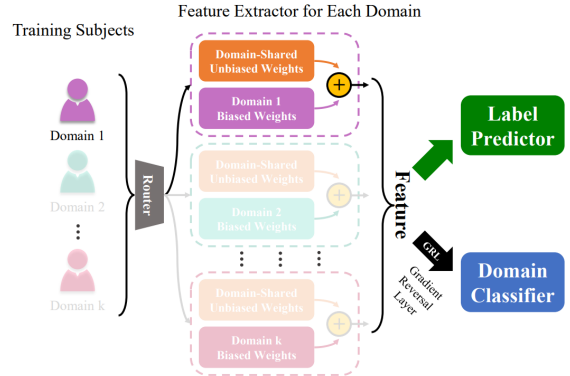 Feature Extractor for Each Domain
Training Subjects
Domain 1
Domain 2
Domain k
Router
Domain-Shared
Unbiased Weights
Domain 1
Biased Weights
Domain-Shared
Unbiased Weights
Domain 2
Biased Weights
Domain-Shared
Unbiased Weights
Domain k
Biased Weights
Feature
Label
Predictor
GRL
Gradient
Reversal
Layer
Domain
Classifier